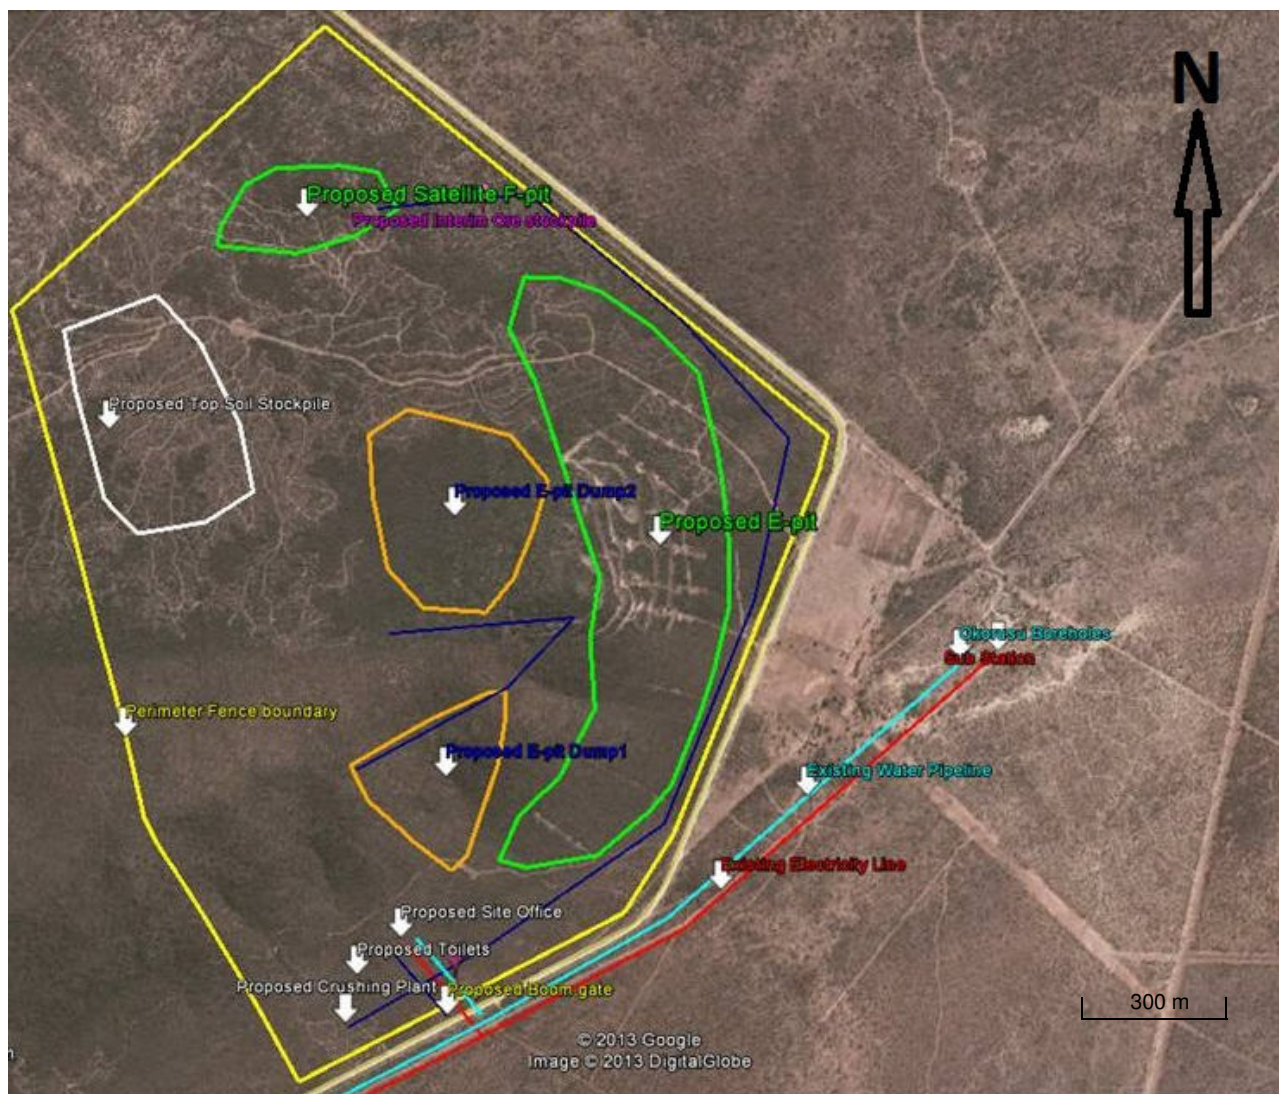 N
Proposed Satellite F-pit
Proposed Interim Ore stockpile
Proposed Top Soil Stockpile
Proposed E-pit Dump2
Proposed E-pit
Okorusu Boreholes
Sub Station
Perimeter Fence boundary
Proposed E-pit Dump1
Existing Water Pipeline
Existing Electricity Line
Proposed Site Office
Proposed Toilets
Proposed Crushing Plant
Proposed Boom gate
300 m
© 2013 Google
Image © 2013 DigitalGlobe